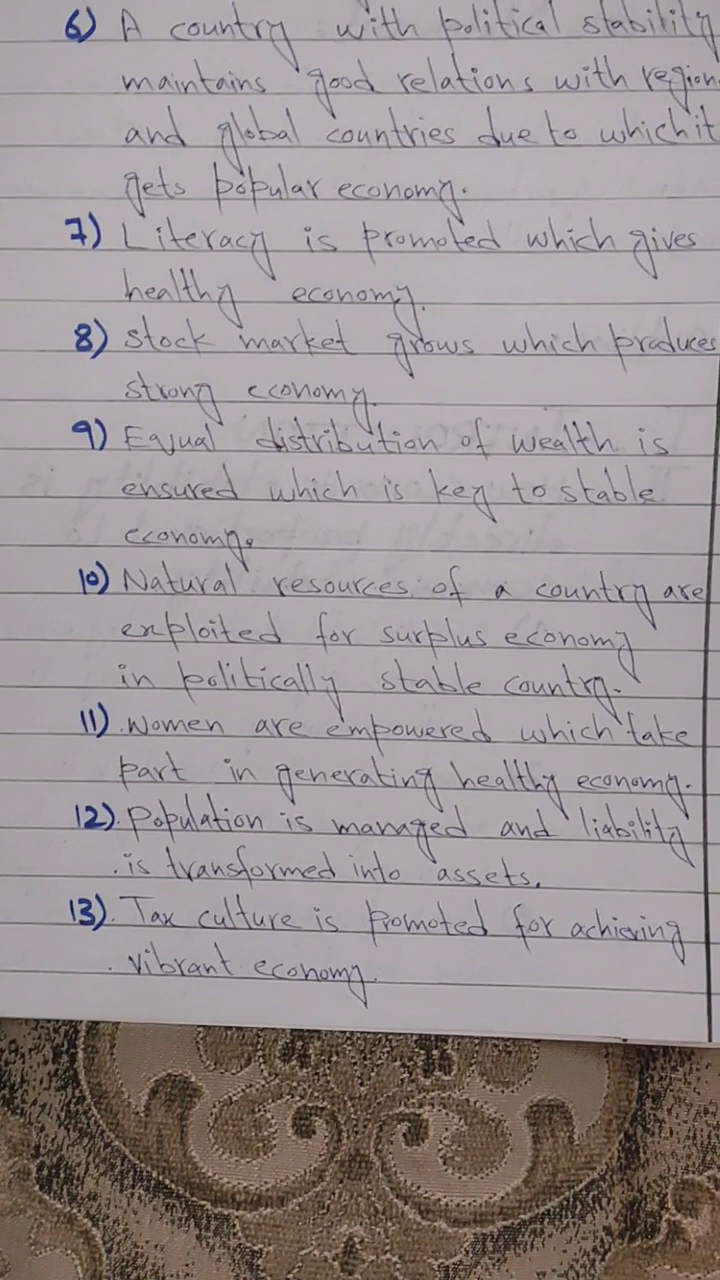 6) A country with political stability
maintains good relations with region
and global countries due to which it
gets popular economy.
7) Literacy is promoted which gives
healthy economy.
8) stock market grows which produces
strong economy.
9) Equal distribution of wealth is
ensured which is key to stable
economy.
10) Natural resources of a country are
exploited for surplus economy
in politically stable country.
11). women are empowered which take
part in generating healthy economy.
12). population is managed and liability
.is transformed into assets.
13). Tax culture is promoted for achieving
. vibrant economy.